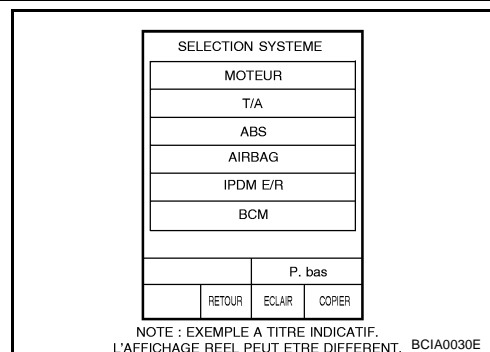 SELECTION SYSTEME
MOTEUR
T/A
ABS
AIRBAG
IPDM E/R
BCM
P. bas
RETOUR ECLAIR COPIER
NOTE : EXEMPLE A TITRE INDICATIF.
L'AFFICHAGE REEL PEUT ETRE DIFFERENT. BCIA0030E